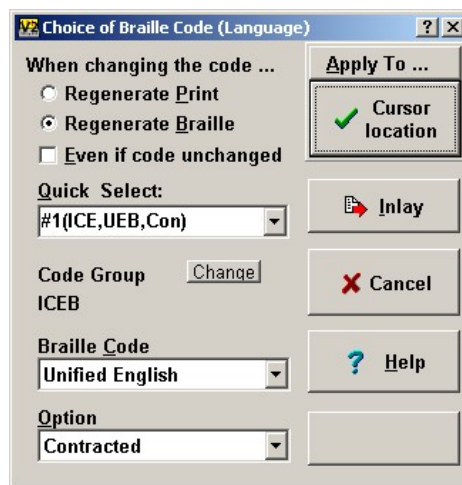 Choice of Braille Code (Language)
When changing the code ...
Regenerate Print
Regenerate Braille
Even if code unchanged
Quick Select:
#1(ICE,UEB,Con)
Code Group Change
ICEB
Braille Code
Unified English
Option
Contracted
Apply To ...
Cursor
location
Inlay
Cancel
? Help